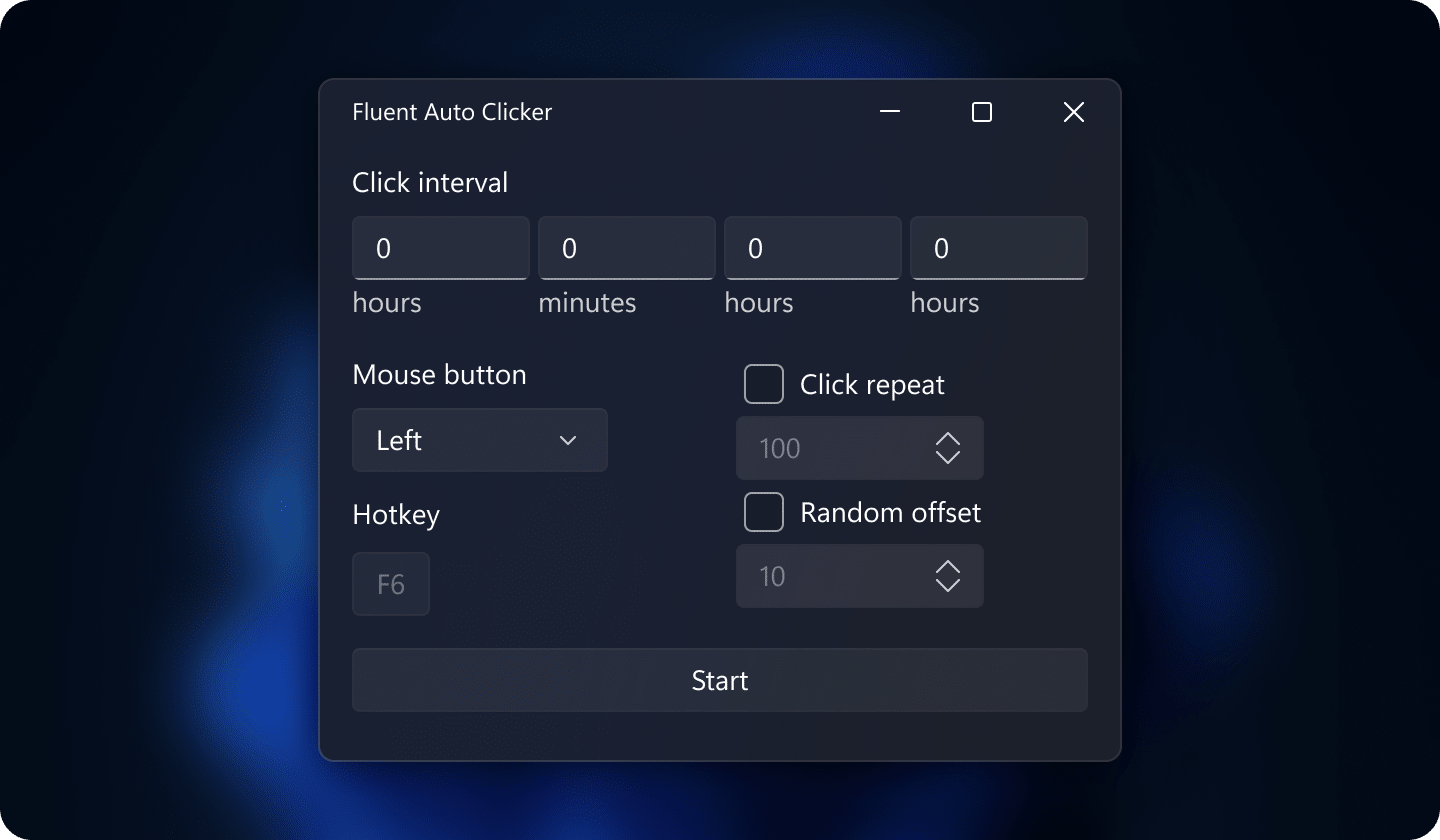 Fluent Auto Clicker
Click interval
0 0 0 0
hours minutes hours hours
Mouse button
Left
Hotkey
F6
Click repeat
100
Random offset
10
Start